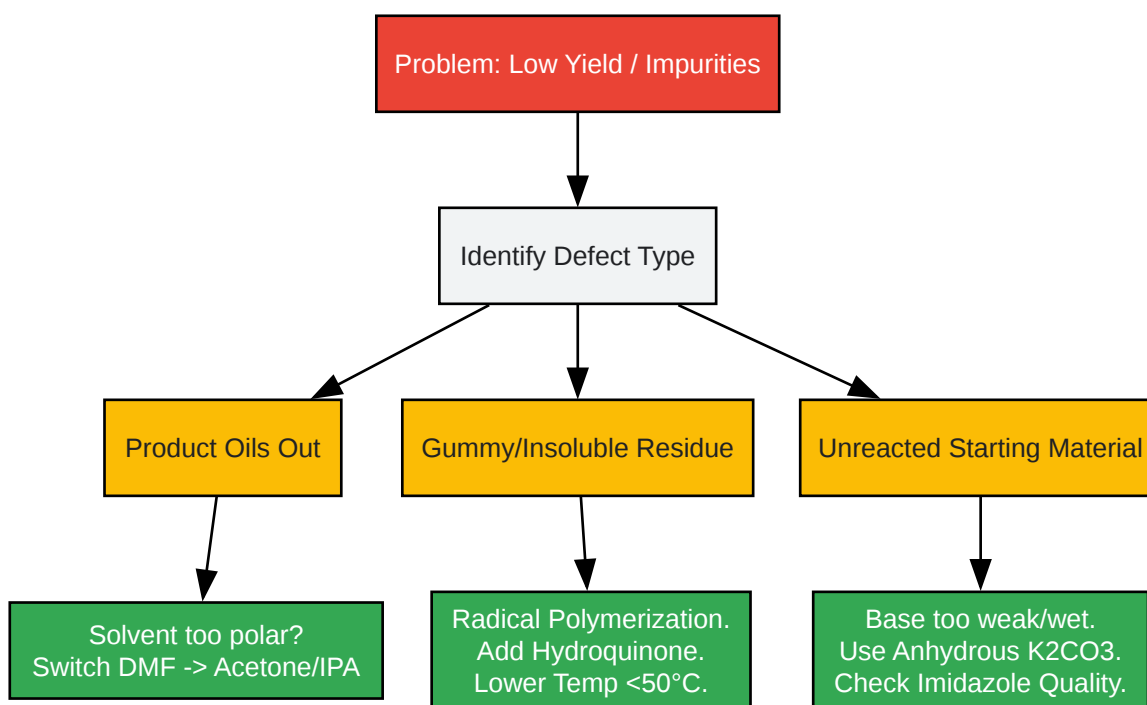 Problem: Low Yield / Impurities
Identify Defect Type
Product Oils Out
Gummy/Insoluble Residue
Unreacted Starting Material
Solvent too polar?
Switch DMF -> Acetone/IPA
Radical Polymerization.
Add Hydroquinone.
Lower Temp <50°C.
Base too weak/wet.
Use Anhydrous K2CO3.
Check Imidazole Quality.